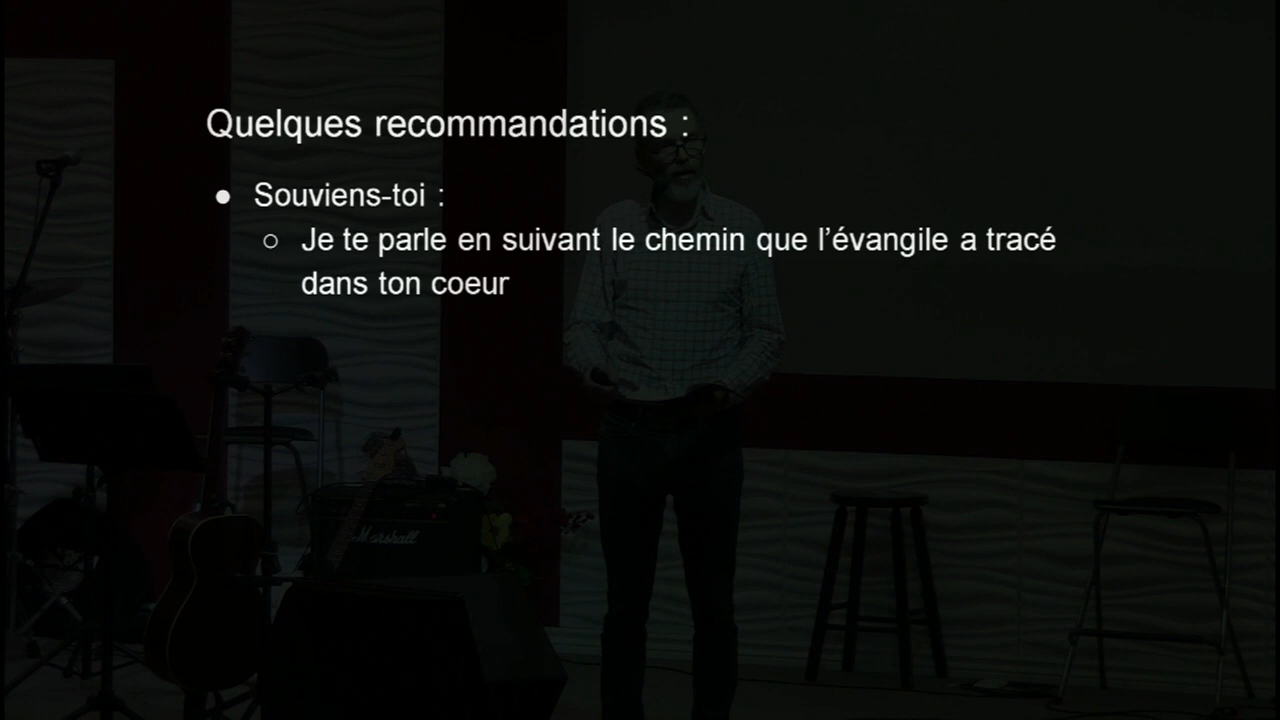 Quelques recommandations :
● Souviens-toi :
○ Je te parle en suivant le chemin que l’évangile a tracé
dans ton coeur
Marshall